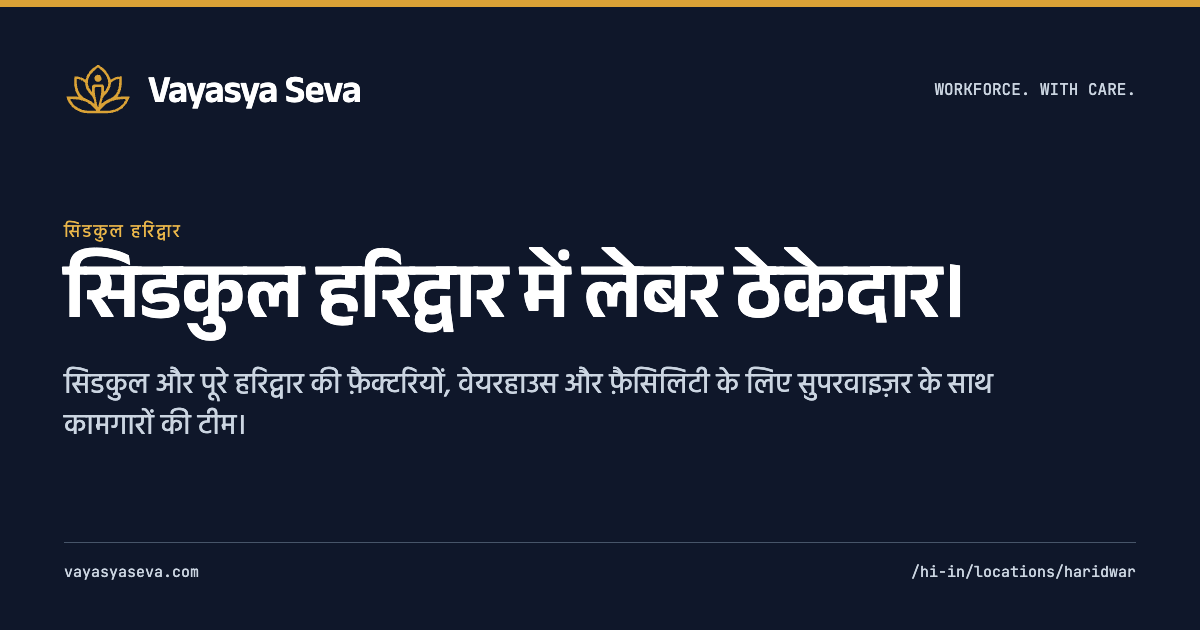 Vayasya Seva
WORKFORCE. WITH CARE.
सिडकुल हरिद्वार
सिडकुल हरिद्वार में लेबर ठेकेदार।
सिडकुल और पूरे हरिद्वार की फ़ैक्टरियों, वेयरहाउस और फ़ैसिलिटी के लिए सुपरवाइज़र के साथ
कामगारों की टीम।
vayasyaseva.com
/hi-in/locations/haridwar